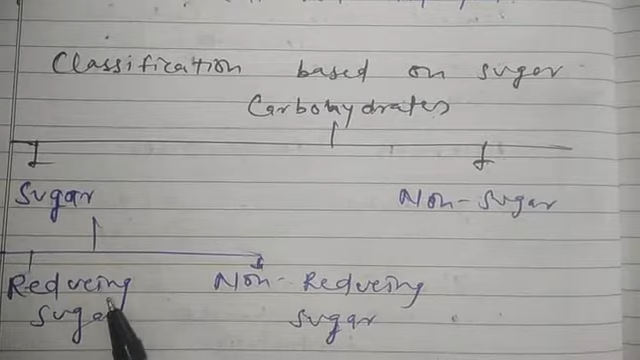 Classification based on sugar
Carbohydrates
Sugar Non-Sugar
Reducing Non-Reducing
Sugar Sugar